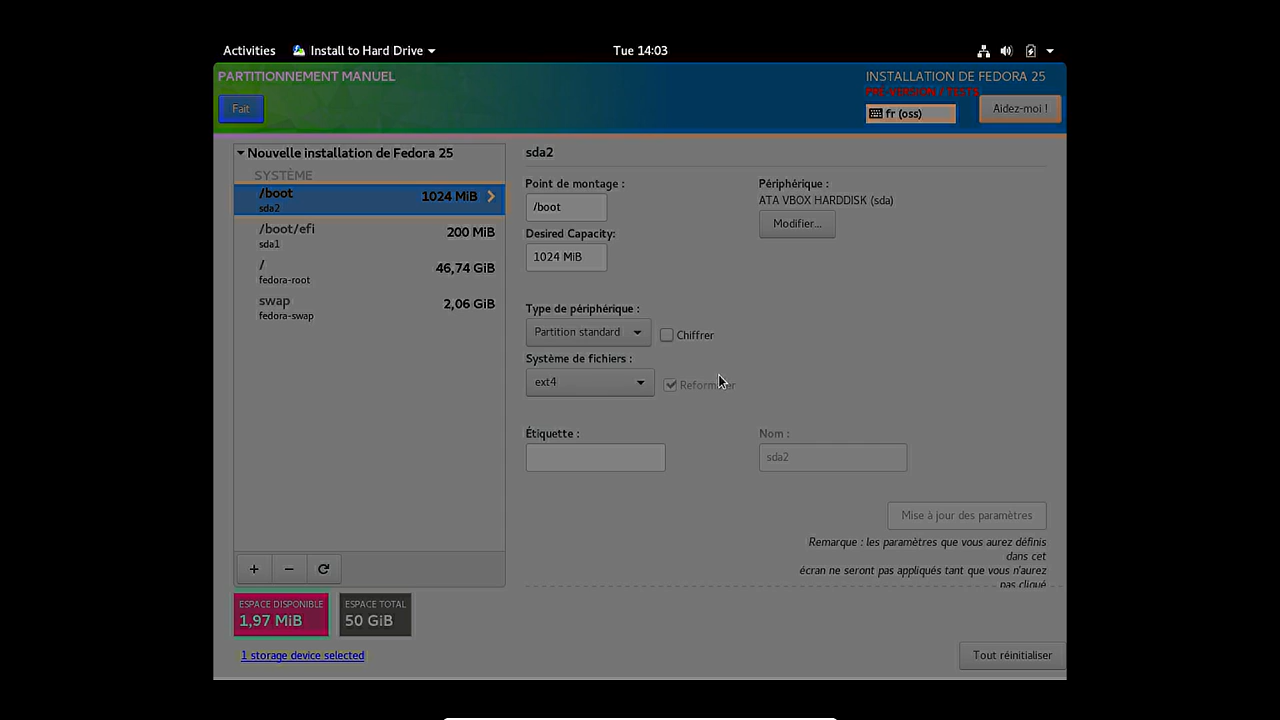 Activities
Install to Hard Drive
Tue 14:03
PARTITIONNEMENT MANUEL
INSTALLATION DE FEDORA 25
PRÉ-VERSION / TESTS
Fait
fr (oss)
Aidez-moi !
Nouvelle installation de Fedora 25
SYSTÈME
/boot
1024 MiB
sda2
/boot/efi
200 MiB
sda1
/
46,74 GiB
fedora-root
swap
2,06 GiB
fedora-swap
sda2
Point de montage :
/boot
Desired Capacity:
1024 MiB
Périphérique :
ATA VBOX HARDDISK (sda)
Modifier...
Type de périphérique :
Partition standard
Chiffrer
Système de fichiers :
ext4
Reformater
Étiquette :
Nom :
sda2
Mise à jour des paramètres
Remarque : les paramètres que vous aurez définis
dans cet
écran ne seront pas appliqués tant que vous n'aurez
pas cliqué
ESPACE DISPONIBLE
1,97 MiB
ESPACE TOTAL
50 GiB
1 storage device selected
Tout réinitialiser